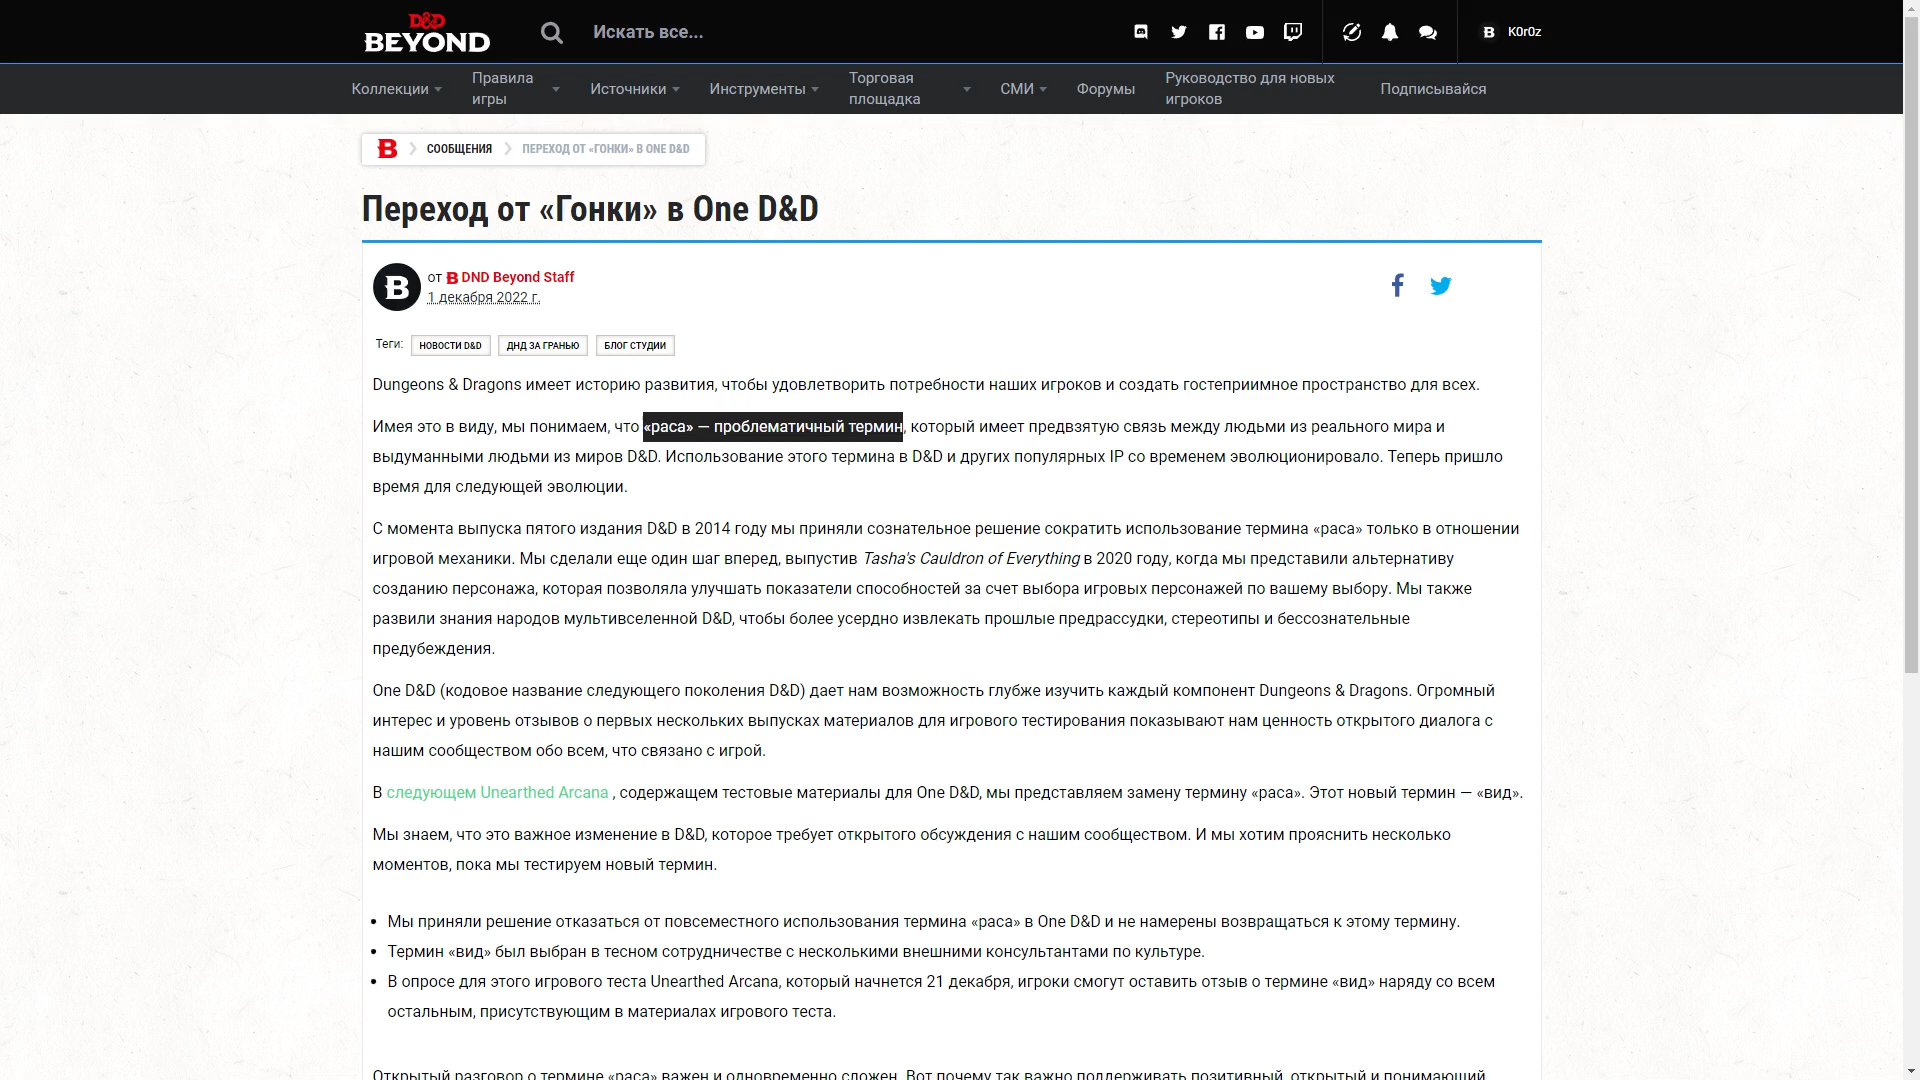 D&D
BEYOND
Искать все...
K0r0z
Коллекции
Правила
игры
Источники
Инструменты
Торговая
площадка
СМИ
Форумы
Руководство для новых
игроков
Подписывайся
СООБЩЕНИЯ
ПЕРЕХОД ОТ «ГОНКИ» В ONE D&D
Переход от «Гонки» в One D&D
от DND Beyond Staff
1 декабря 2022 г.
Теги: НОВОСТИ D&D ДНД ЗА ГРАНЬЮ БЛОГ СТУДИИ
Dungeons & Dragons имеет историю развития, чтобы удовлетворить потребности наших игроков и создать гостеприимное пространство для всех.
Имея это в виду, мы понимаем, что «раса» — проблематичный термин, который имеет предвзятую связь между людьми из реального мира и
выдуманными людьми из миров D&D. Использование этого термина в D&D и других популярных IP со временем эволюционировало. Теперь пришло
время для следующей эволюции.
С момента выпуска пятого издания D&D в 2014 году мы приняли сознательное решение сократить использование термина «раса» только в отношении
игровой механики. Мы сделали еще один шаг вперед, выпустив Tasha's Cauldron of Everything в 2020 году, когда мы представили альтернативу
созданию персонажа, которая позволяла улучшать показатели способностей за счет выбора игровых персонажей по вашему выбору. Мы также
развили знания народов мультивселенной D&D, чтобы более усердно извлекать прошлые предрассудки, стереотипы и бессознательные
предубеждения.
One D&D (кодовое название следующего поколения D&D) дает нам возможность глубже изучить каждый компонент Dungeons & Dragons. Огромный
интерес и уровень отзывов о первых нескольких выпусках материалов для игрового тестирования показывают нам ценность открытого диалога с
нашим сообществом обо всем, что связано с игрой.
В следующем Unearthed Arcana , содержащем тестовые материалы для One D&D, мы представляем замену термину «раса». Этот новый термин — «вид».
Мы знаем, что это важное изменение в D&D, которое требует открытого обсуждения с нашим сообществом. И мы хотим прояснить несколько
моментов, пока мы тестируем новый термин.
• Мы приняли решение отказаться от повсеместного использования термина «раса» в One D&D и не намерены возвращаться к этому термину.
• Термин «вид» был выбран в тесном сотрудничестве с несколькими внешними консультантами по культуре.
• В опросе для этого игрового теста Unearthed Arcana, который начнется 21 декабря, игроки смогут оставить отзыв о термине «вид» наряду со всем
остальным, присутствующим в материалах игрового теста.
Открытый разговор о термине «раса» важен и одновременно сложен. Вот почему так важно поддерживать позитивный, открытый и понимающий